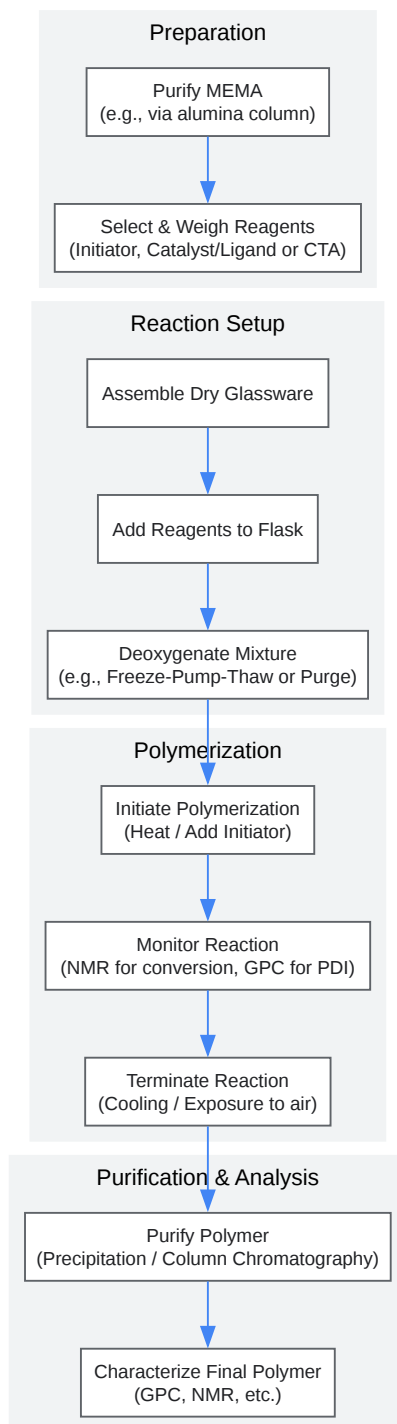 Preparation
Purify MEMA
(e.g., via alumina column)
Select & Weigh Reagents
(Initiator, Catalyst/Ligand or CTA)
Reaction Setup
Assemble Dry Glassware
Add Reagents to Flask
Deoxygenate Mixture
(e.g., Freeze-Pump-Thaw or Purge)
Polymerization
Initiate Polymerization
(Heat / Add Initiator)
Monitor Reaction
(NMR for conversion, GPC for PDI)
Terminate Reaction
(Cooling / Exposure to air)
Purification & Analysis
Purify Polymer
(Precipitation / Column Chromatography)
Characterize Final Polymer
(GPC, NMR, etc.)